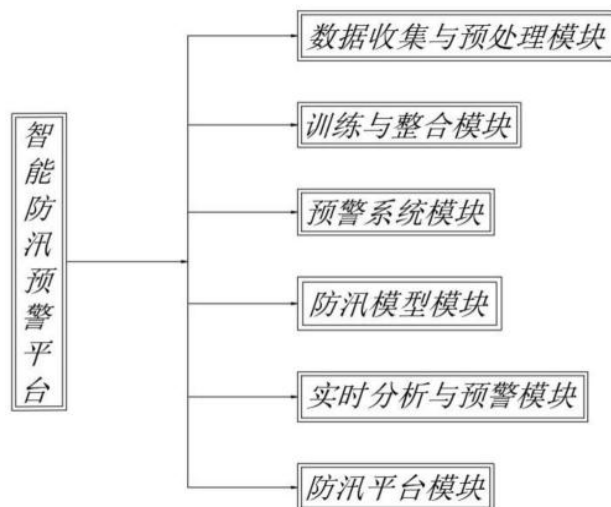 智能防汛预警平台
数据收集与预处理模块
训练与整合模块
预警系统模块
防汛模型模块
实时分析与预警模块
防汛平台模块